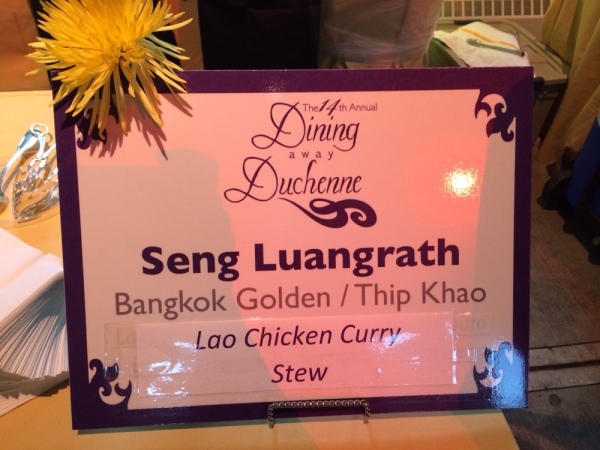 The 14th Annual
Dining
away
Duchenne
Seng Luangrath
Bangkok Golden / Thip Khao
Lao Chicken Curry
Stew